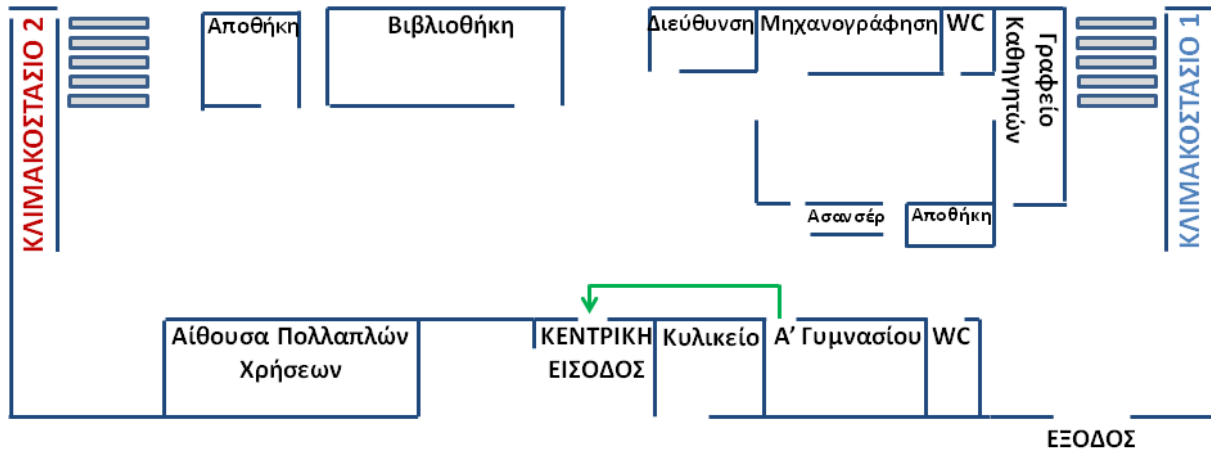 ΚΛΙΜΑΚΟΣΤΑΣΙΟ 2
Αποθήκη
Βιβλιοθήκη
Διεύθυνση
Μηχανογράφηση
WC
Γραφείο
Καθηγητών
ΚΛΙΜΑΚΟΣΤΑΣΙΟ 1
Ασανσέρ
Αποθήκη
Αίθουσα Πολλαπλών
Χρήσεων
ΚΕΝΤΡΙΚΗ
ΕΙΣΟΔΟΣ
Κυλικείο
Α' Γυμνασίου
WC
ΕΞΟΔΟΣ